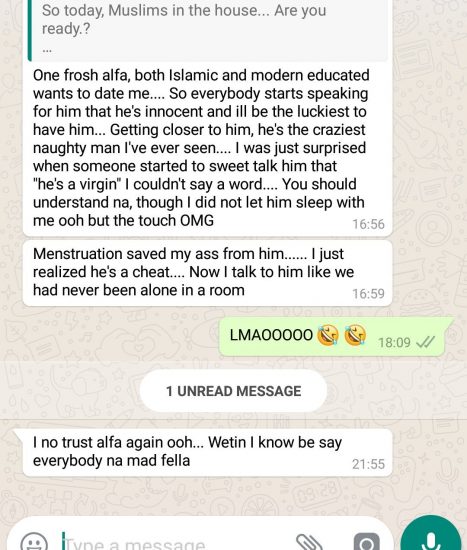 So today, Muslims in the house... Are you
ready.?
...
One frosh alfa, both Islamic and modern educated
wants to date me.... So everybody starts speaking
for him that he's innocent and ill be the luckiest to
have him... Getting closer to him, he's the craziest
naughty man I've ever seen.... I was just surprised
when someone started to sweet talk him that
"he's a virgin" I couldn't say a word.... You should
understand na, though I did not let him sleep with
me ooh but the touch OMG
16:56
Menstruation saved my ass from him...... I just
realized he's a cheat.... Now I talk to him like we
had never been alone in a room
16:59
LMAOOOOO 🤣 🤣 18:09
1 UNREAD MESSAGE
I no trust alfa again ooh... Wetin I know be say
everybody na mad fella
21:55
Type a message